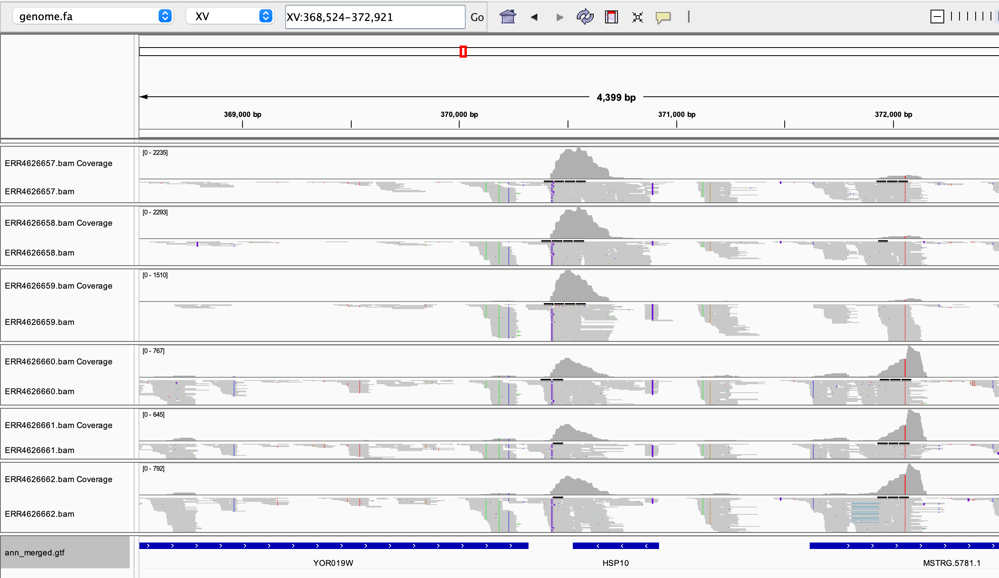 genome.fa XV XV:368,524-372,921 Go
4,399 bp
369,000 bp 370,000 bp 371,000 bp 372,000 bp
[0 - 2235]
ERR4626657.bam Coverage
ERR4626657.bam
[0 - 2293]
ERR4626658.bam Coverage
ERR4626658.bam
[0 - 1510]
ERR4626659.bam Coverage
ERR4626659.bam
[0 - 767]
ERR4626660.bam Coverage
ERR4626660.bam
[0 - 645]
ERR4626661.bam Coverage
ERR4626661.bam
[0 - 792]
ERR4626662.bam Coverage
ERR4626662.bam
ann_merged.gtf
YOR019W HSP10 MSTRG.5781.1